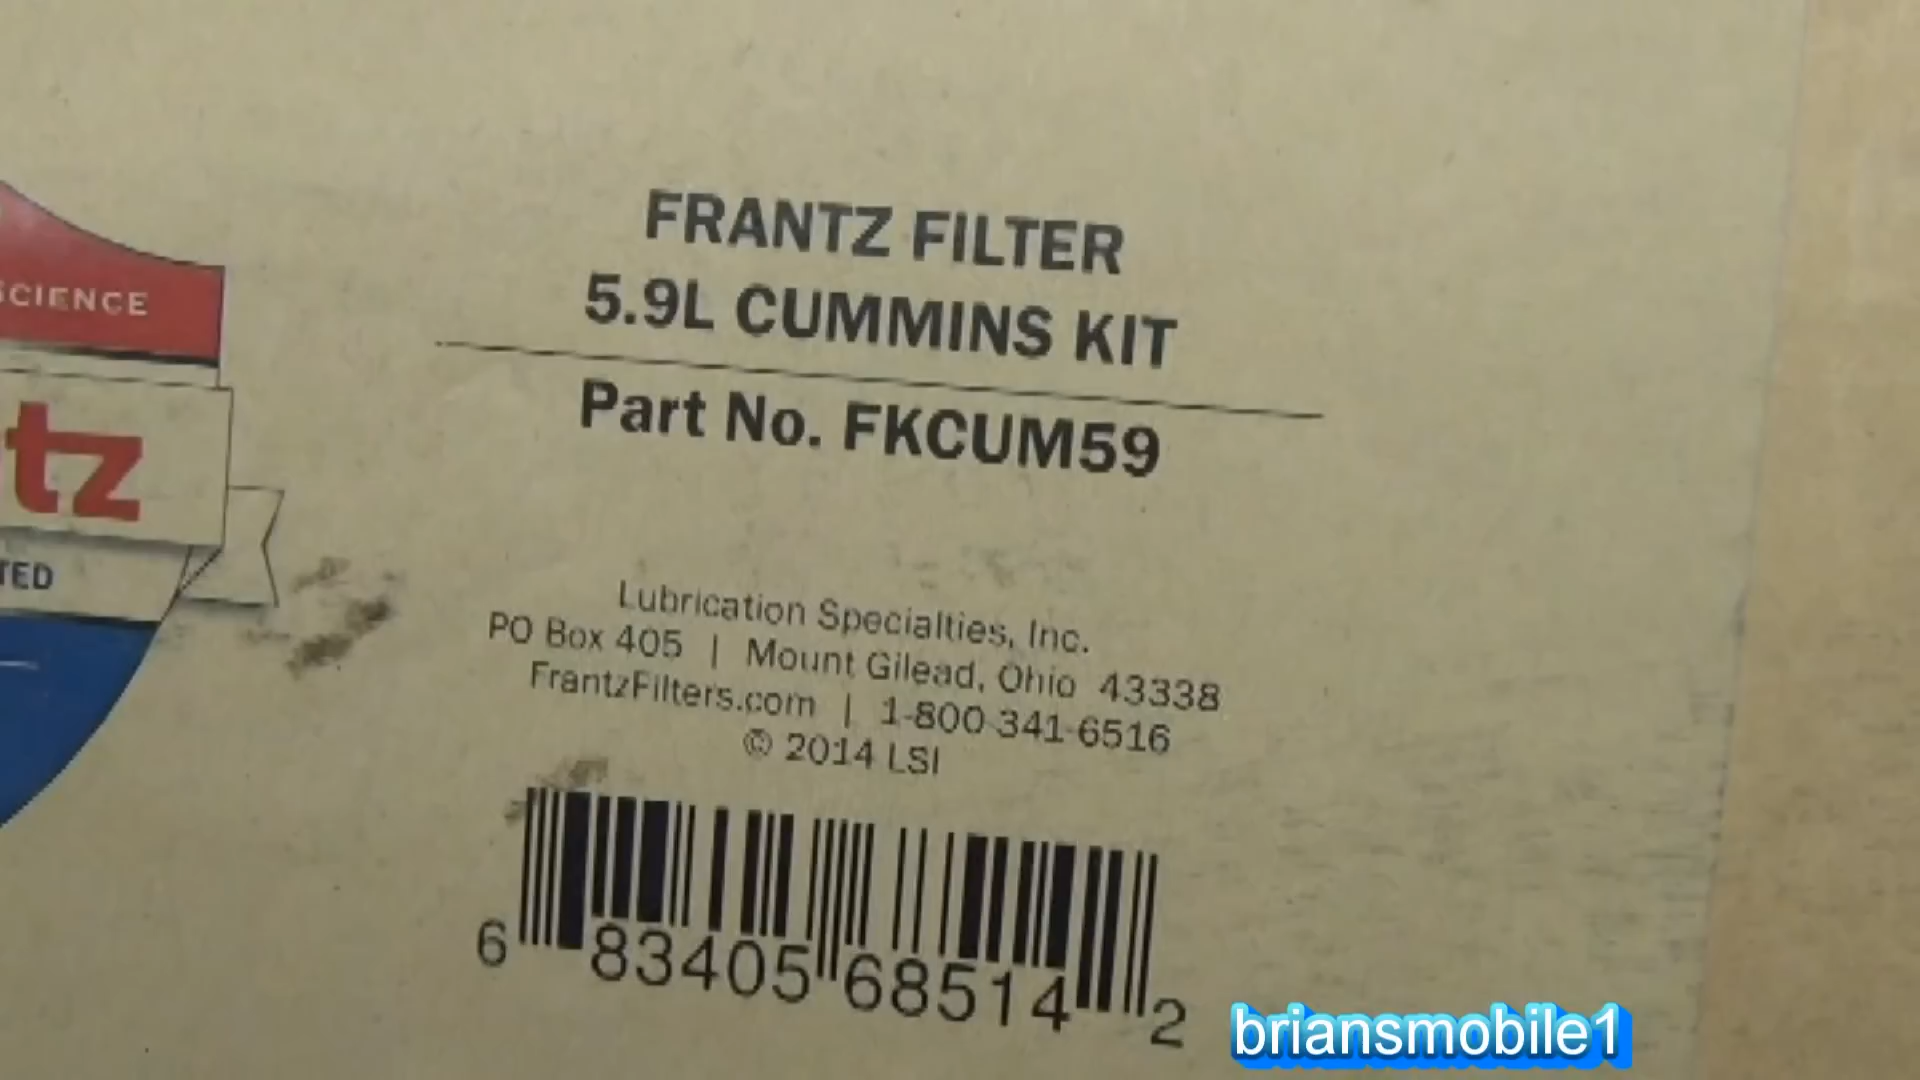 FRANTZ FILTER
5.9L CUMMINS KIT
Part No. FKCUM59
SCIENCE
tz
TED
Lubrication Specialties, Inc.
PO Box 405 | Mount Gilead, Ohio 43338
FrantzFilters.com | 1-800-341-6516
© 2014 LSI
6 83405 68514 2
briansmobile1